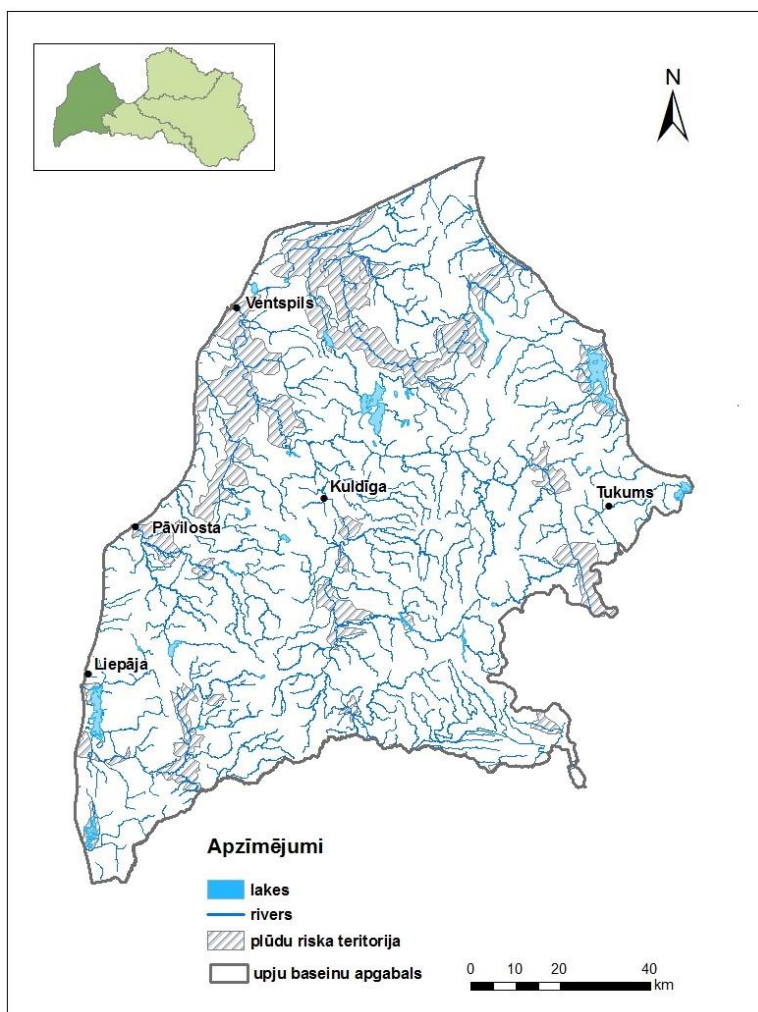 N
Ventspils
Kuldīga
Tukums
Pāvilosta
Liepāja
Apzīmējumi
lakes
rivers
plūdu riska teritorija
upju baseinu apgabals
0 10 20 40
km